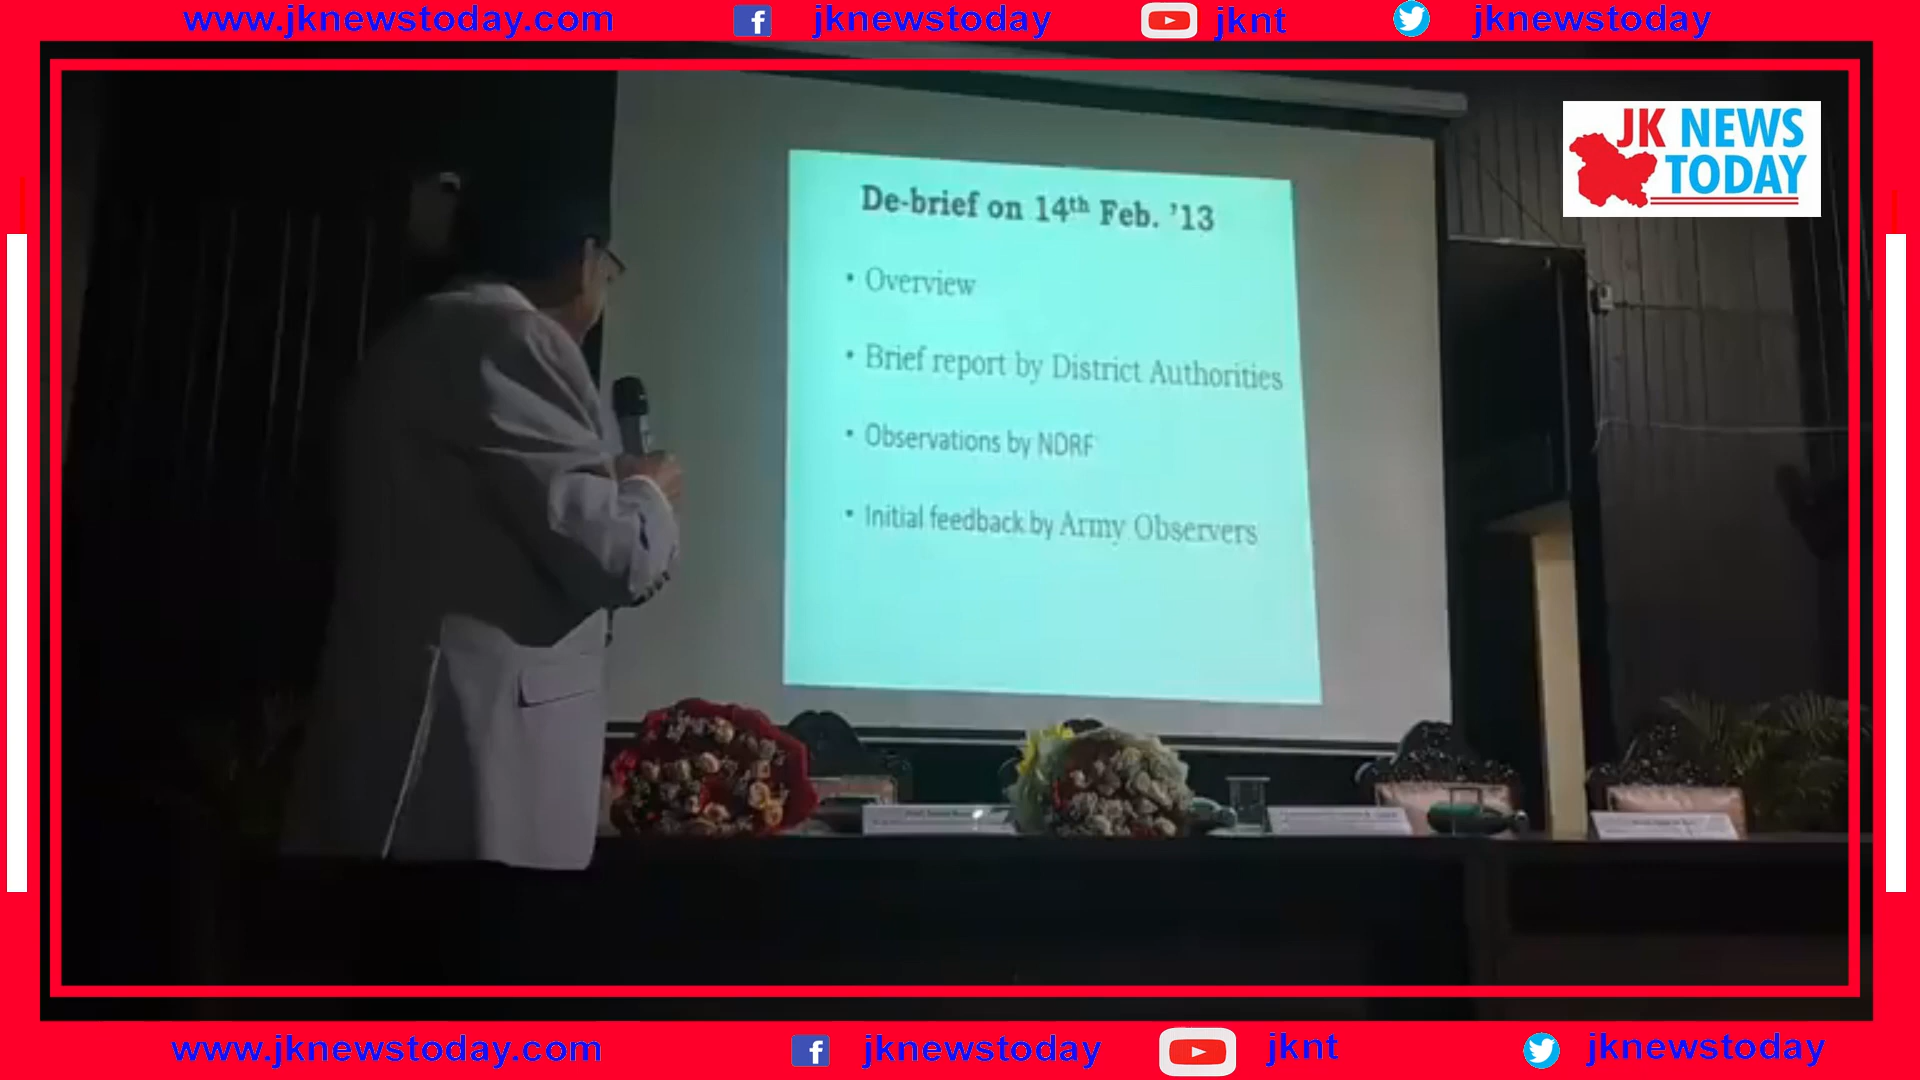 www.jknewstoday.com
jknewstoday
jknt
jknewstoday
JK NEWS
TODAY
De-brief on 14th Feb. ’13
• Overview
• Brief report by District Authorities
• Observations by NDRF
• Initial feedback by Army Observers
www.jknewstoday.com
jknewstoday
jknt
jknewstoday